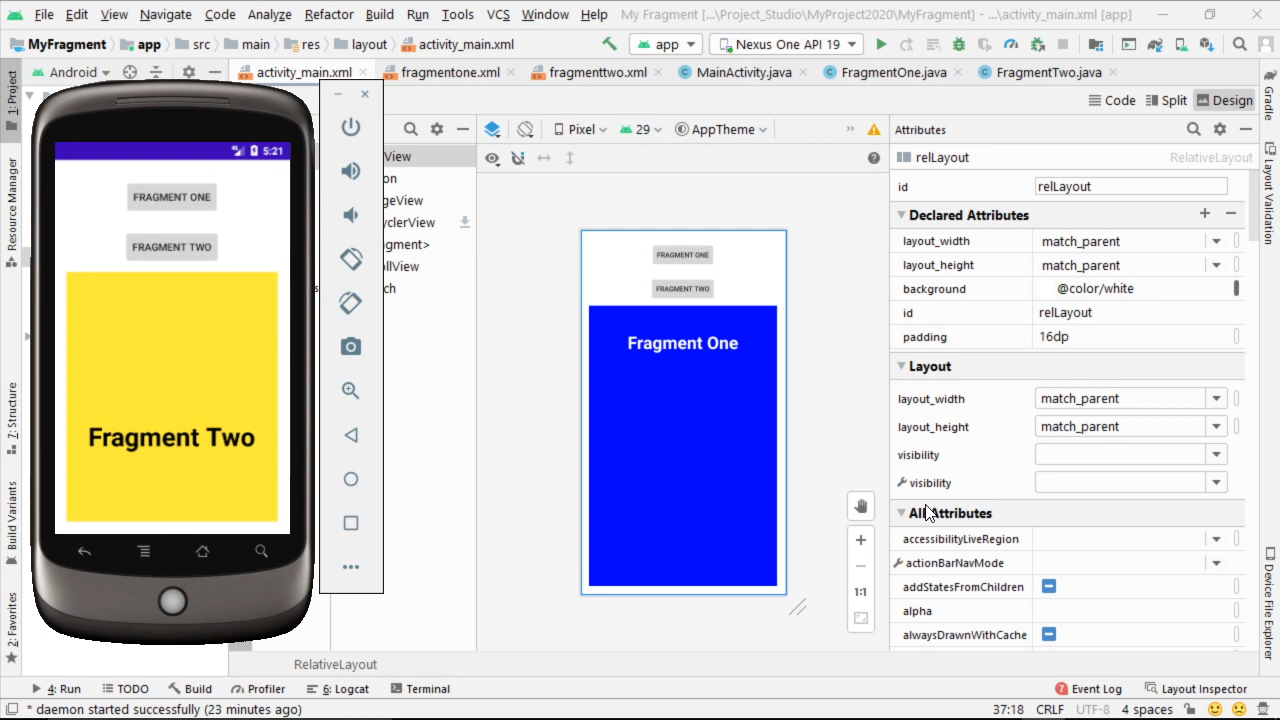 File Edit View Navigate Code Analyze Refactor Build Run Tools VCS Window Help My Fragment [...\Project_Studio\MyProject2020\MyFragment] - ...\activity_main.xml [app]
MyFragment app src main res layout activity_main.xml app Nexus One API 19
Android activity_main.xml fragmentone.xml fragmenttwo.xml MainActivity.java FragmentOne.java FragmentTwo.java
Code Split Design
1: Project
Resource Manager
7: Structure
Build Variants
2: Favorites
5:21
FRAGMENT ONE
FRAGMENT TWO
Fragment Two
View
on
geView
cyclerView
gment>
ollView
ch
Pixel 29 AppTheme
FRAGMENT ONE
FRAGMENT TWO
Fragment One
1:1
Attributes
relLayout RelativeLayout
id relLayout
Declared Attributes
layout_width match_parent
layout_height match_parent
background @color/white
id relLayout
padding 16dp
Layout
layout_width match_parent
layout_height match_parent
visibility
visibility
All Attributes
accessibilityLiveRegion
actionBarNavMode
addStatesFromChildren
alpha
alwaysDrawnWithCache
Gradle
Layout Validation
Device File Explorer
RelativeLayout
4: Run TODO Build Profiler 6: Logcat Terminal 7 Event Log Layout Inspector
* daemon started successfully (23 minutes ago) 37:18 CRLF UTF-8 4 spaces